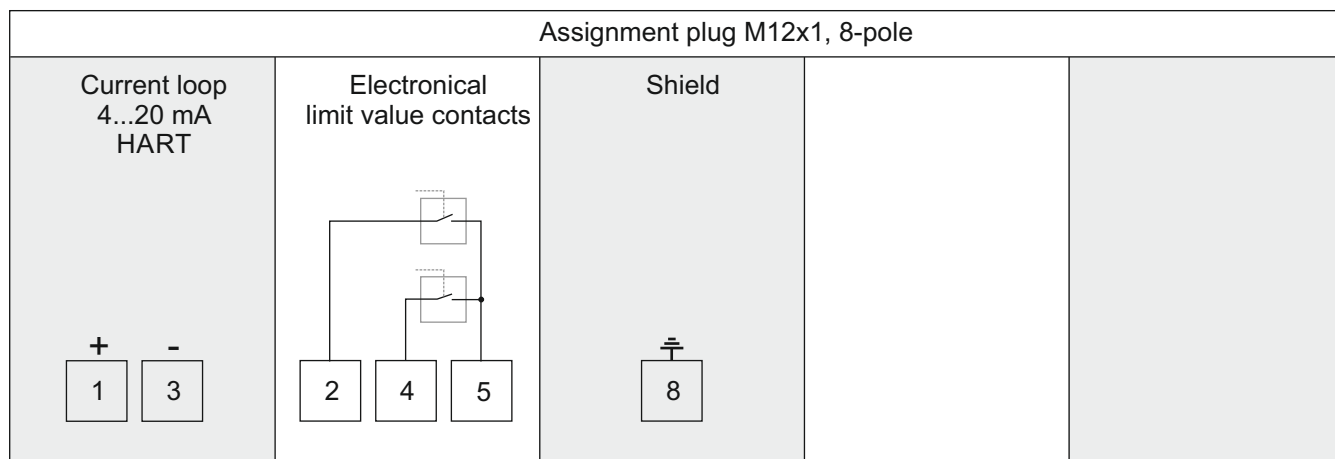 Assignment plug M12x1, 8-pole
Current loop
4...20 mA
HART
+ -
1 3
Electronical
limit value contacts
2 4 5
Shield
8